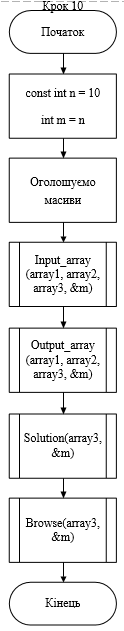 Крок 10
Початок
const int n = 10
int m = n
Оголошуємо
масиви
Input_array
(array1, array2,
array3, &m)
Output_array
(array1, array2,
array3, &m)
Solution(array3,
&m)
Browse(array3,
&m)
Кінець